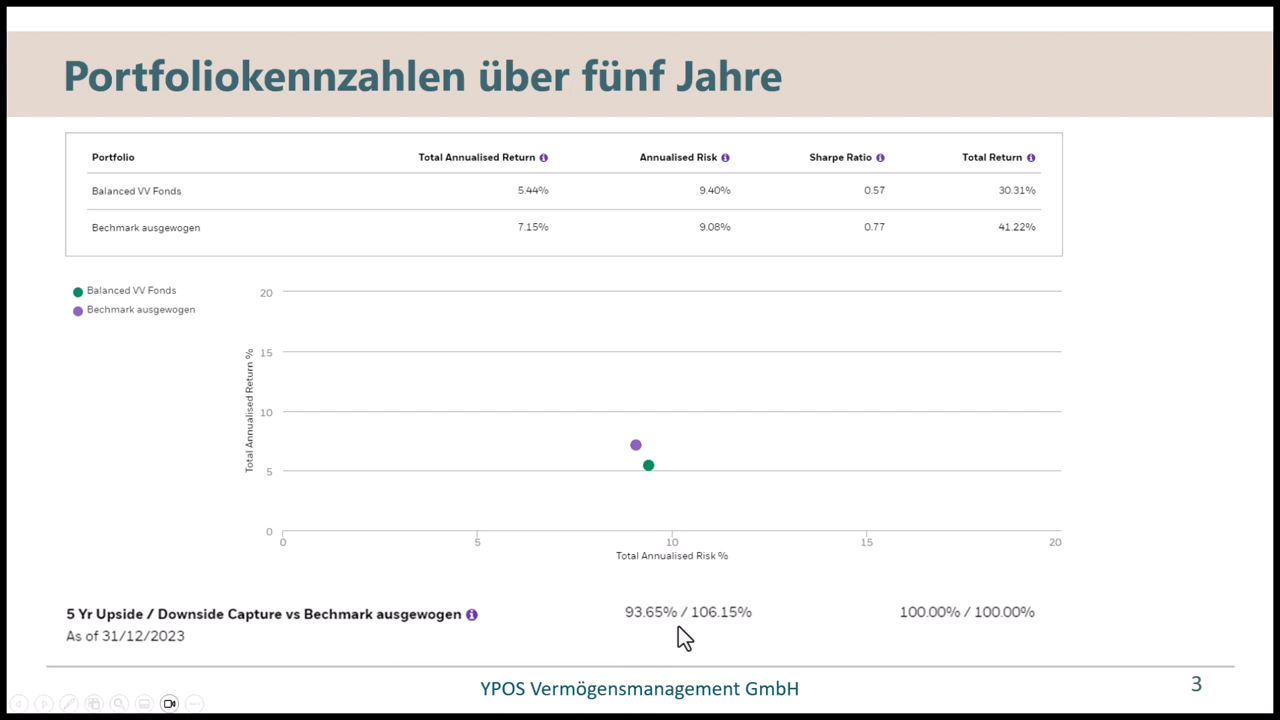 Portfoliokennzahlen über fünf Jahre
Portfolio Total Annualised Return Annualised Risk Sharpe Ratio Total Return
Balanced VV Fonds 5.44% 9.40% 0.57 30.31%
Bechmark ausgewogen 7.15% 9.08% 0.77 41.22%
Balanced VV Fonds
Bechmark ausgewogen
Total Annualised Return %
20
15
10
5
0
0 5 10 15 20
Total Annualised Risk %
5 Yr Upside / Downside Capture vs Bechmark ausgewogen 93.65% / 106.15% 100.00% / 100.00%
As of 31/12/2023
YPOS Vermögensmanagement GmbH
3